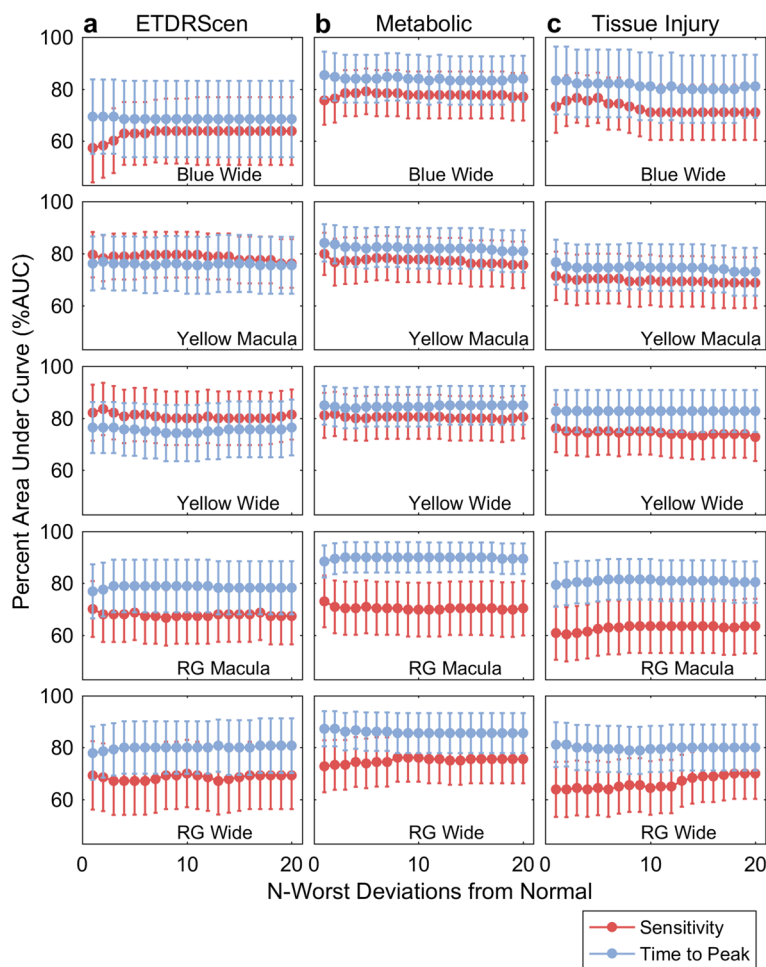 a ETDRScen b Metabolic c Tissue Injury
100
80
60
Blue Wide Blue Wide Blue Wide
100
80
60
Yellow Macula Yellow Macula Yellow Macula
100
80
60
Yellow Wide Yellow Wide Yellow Wide
100
80
60
RG Macula RG Macula RG Macula
100
80
60
RG Wide RG Wide RG Wide
0 10 20 0 10 20 0 10 20
Percent Area Under Curve (%AUC)
N-Worst Deviations from Normal
Sensitivity
Time to Peak